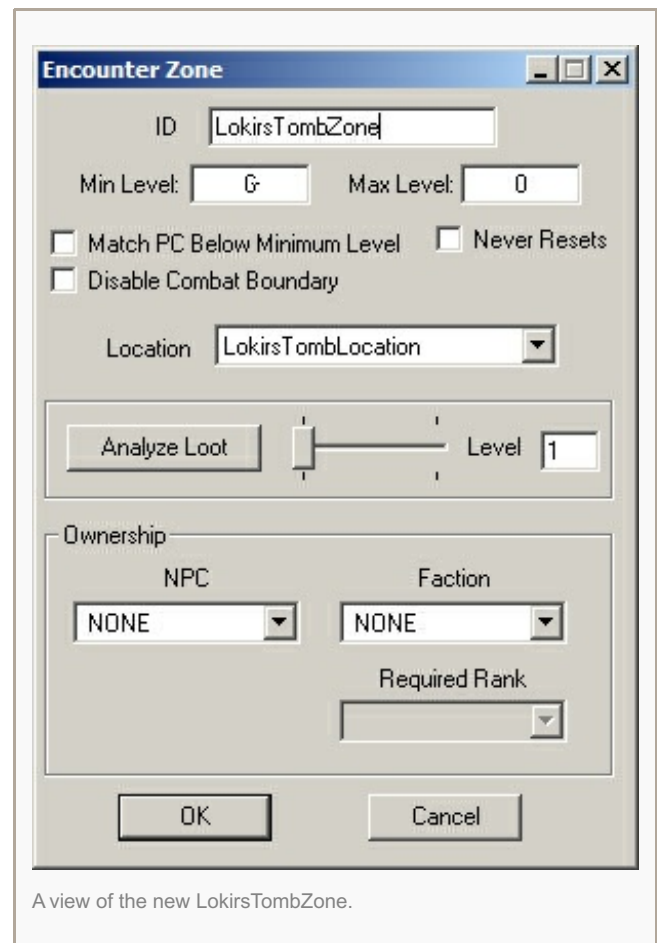 Encounter Zone
ID LokirsTombZone
Min Level: Max Level: 0
Match PC Below Minimum Level Never Resets
Disable Combat Boundary
Location LokirsTombLocation
Analyze Loot Level 1
Ownership
NPC Faction
NONE NONE
Required Rank
OK Cancel
A view of the new LokirsTombZone.